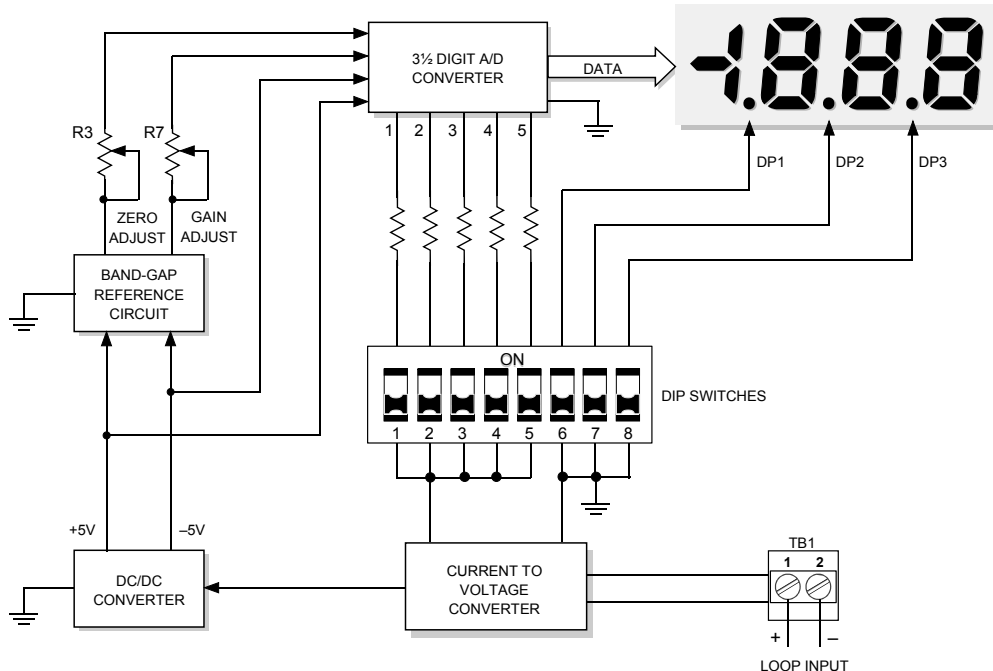 3½ DIGIT A/D
CONVERTER
DATA
-1.8.8.8
1 2 3 4 5
R3
R7
DP1
DP2
DP3
ZERO
ADJUST
GAIN
ADJUST
BAND-GAP
REFERENCE
CIRCUIT
ON
DIP SWITCHES
1 2 3 4 5 6 7 8
+5V
–5V
DC/DC
CONVERTER
CURRENT TO
VOLTAGE
CONVERTER
TB1
1 2
+ –
LOOP INPUT